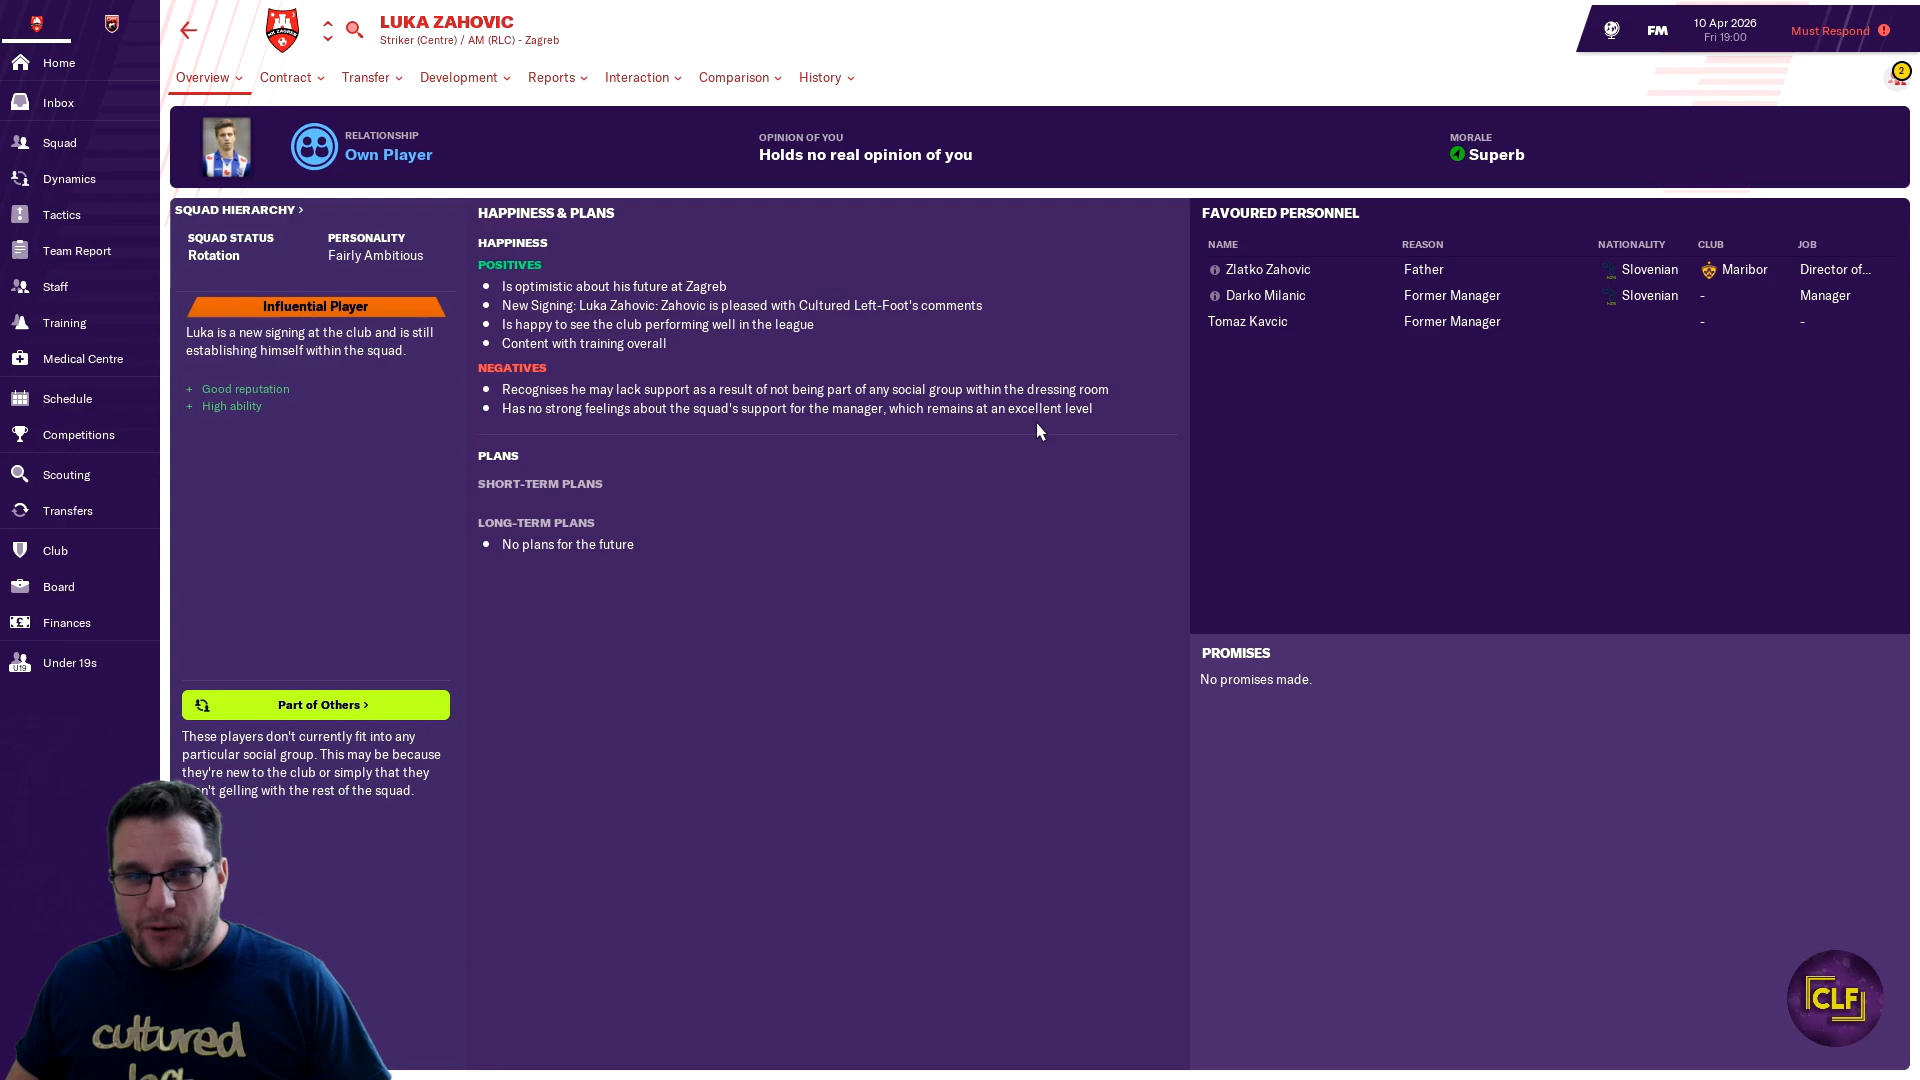 LUKA ZAHOVIC
Striker (Centre) / AM (RLC) - Zagreb
FM
10 Apr 2026
Fri 19:00
Must Respond
Home
Inbox
Squad
Dynamics
Tactics
Team Report
Staff
Training
Medical Centre
Schedule
Competitions
Scouting
Transfers
Club
Board
Finances
U19
Under 19s
Overview
Contract
Transfer
Development
Reports
Interaction
Comparison
History
2
RELATIONSHIP
Own Player
OPINION OF YOU
Holds no real opinion of you
MORALE
Superb
SQUAD HIERARCHY >
SQUAD STATUS
Rotation
PERSONALITY
Fairly Ambitious
Influential Player
Luka is a new signing at the club and is still
establishing himself within the squad.
+ Good reputation
+ High ability
Part of Others >
These players don't currently fit into any
particular social group. This may be because
they're new to the club or simply that they
gelling with the rest of the squad.
HAPPINESS & PLANS
HAPPINESS
POSITIVES
Is optimistic about his future at Zagreb
New Signing: Luka Zahovic: Zahovic is pleased with Cultured Left-Foot's comments
Is happy to see the club performing well in the league
Content with training overall
NEGATIVES
Recognises he may lack support as a result of not being part of any social group within the dressing room
Has no strong feelings about the squad's support for the manager, which remains at an excellent level
PLANS
SHORT-TERM PLANS
LONG-TERM PLANS
No plans for the future
FAVOURED PERSONNEL
NAME REASON NATIONALITY CLUB JOB
Zlatko Zahovic Father Slovenian Maribor Director of...
Darko Milanic Former Manager Slovenian - Manager
Tomaz Kavcic Former Manager - -
PROMISES
No promises made.
cultured
CLF